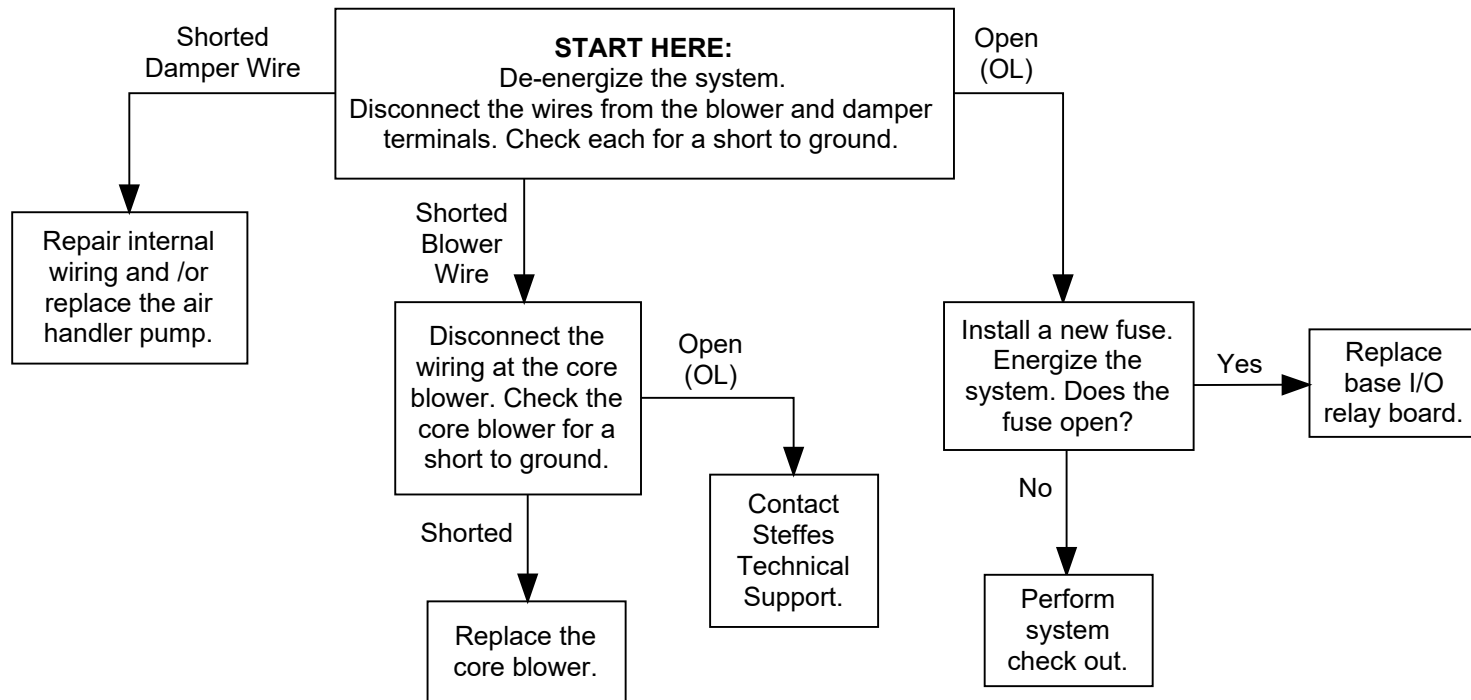 START HERE:
De-energize the system.
Disconnect the wires from the blower and damper
terminals. Check each for a short to ground.
Shorted
Damper Wire
Repair internal
wiring and /or
replace the air
handler pump.
Shorted
Blower
Wire
Disconnect the
wiring at the core
blower. Check the
core blower for a
short to ground.
Shorted
Replace the
core blower.
Open
(OL)
Contact
Steffes
Technical
Support.
Open
(OL)
Install a new fuse.
Energize the
system. Does the
fuse open?
Yes
Replace
base I/O
relay board.
No
Perform
system
check out.